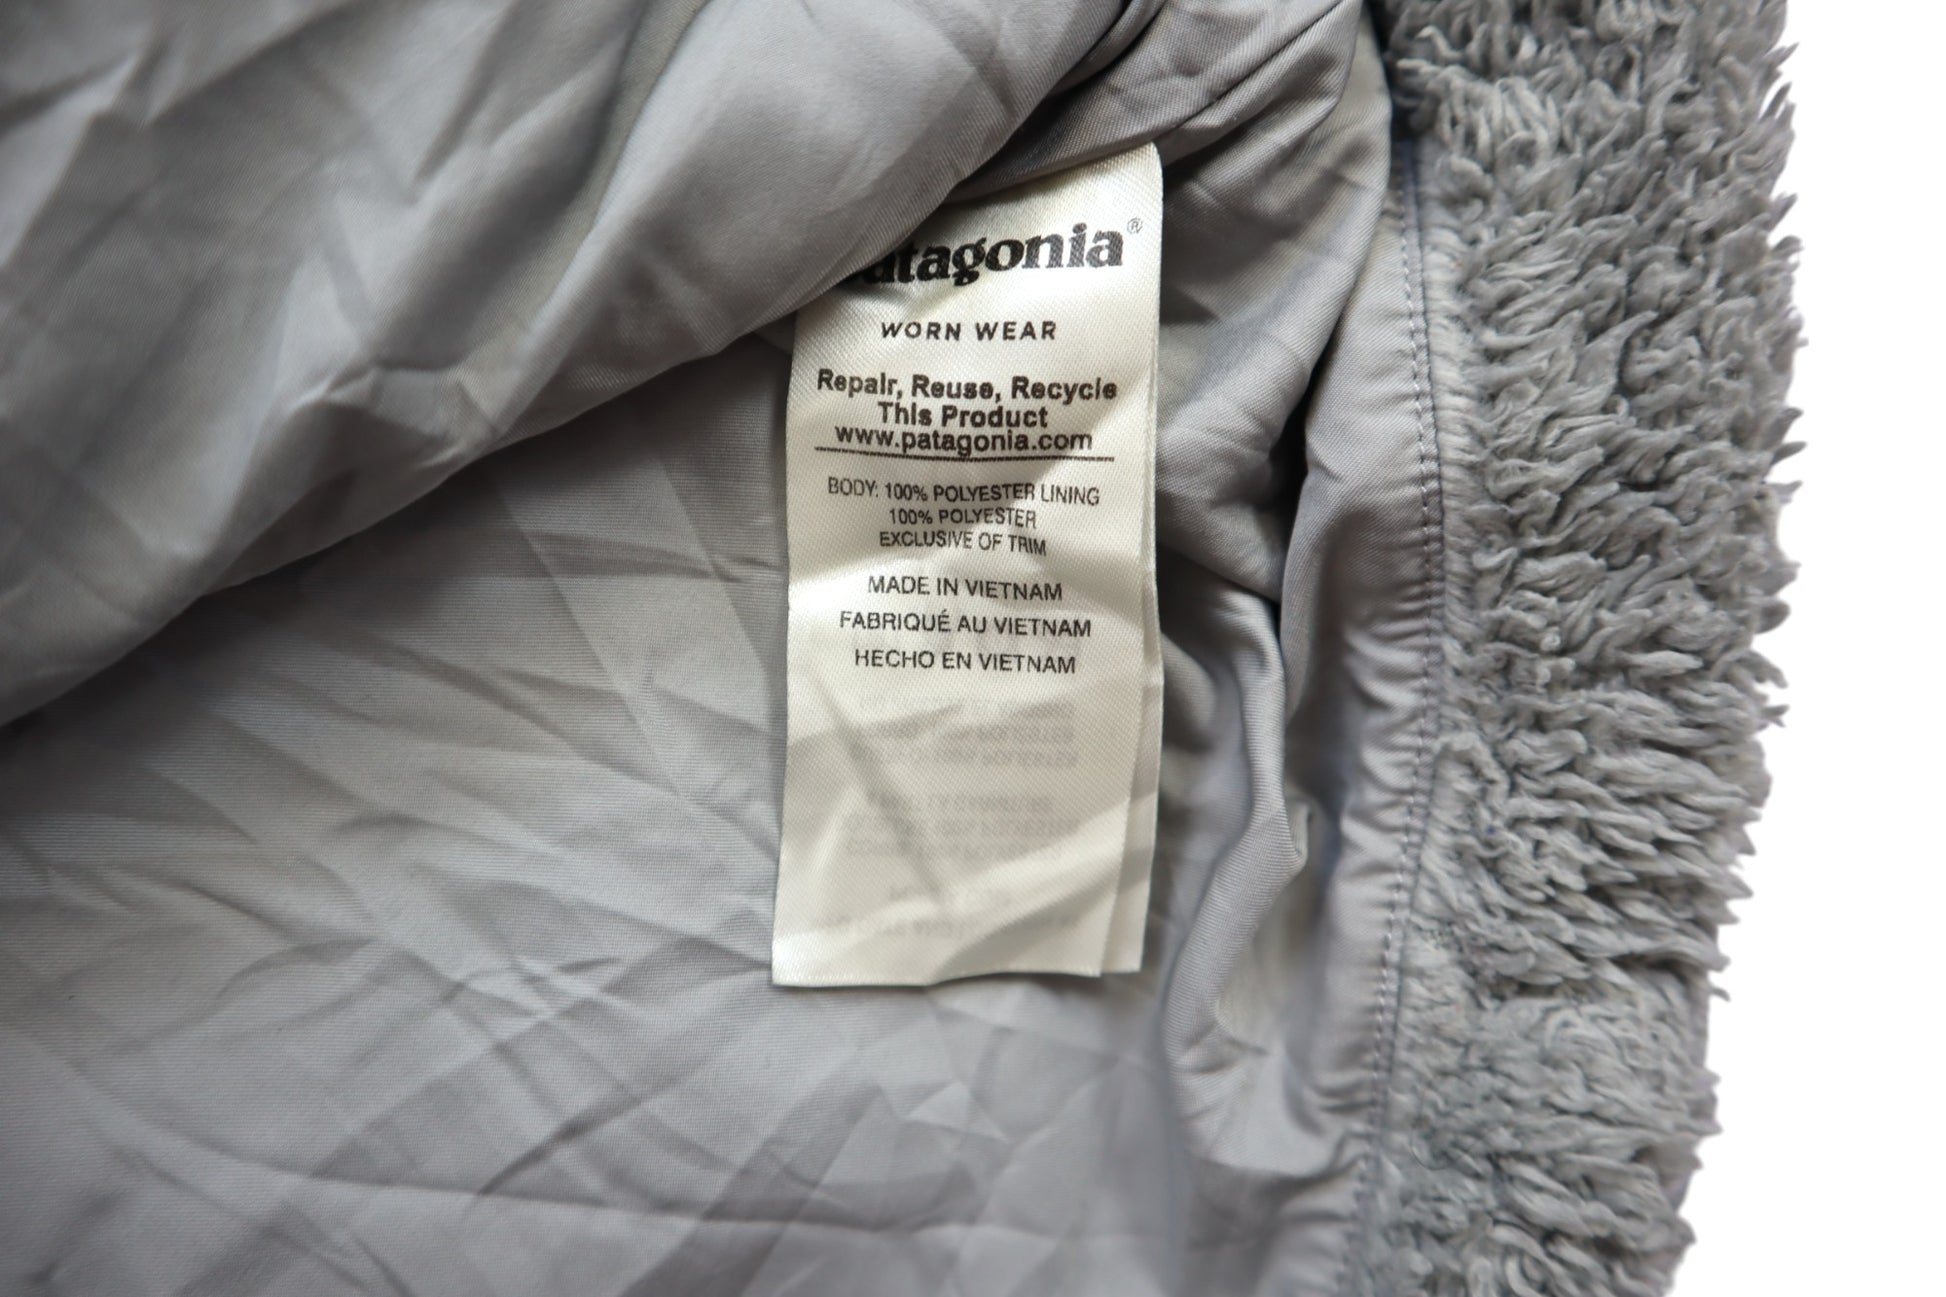 patagonia®
WORN WEAR
Repair, Reuse, Recycle
This Product
www.patagonia.com
BODY: 100% POLYESTER LINING
100% POLYESTER
EXCLUSIVE OF TRIM
MADE IN VIETNAM
FABRIQUÉ AU VIETNAM
HECHO EN VIETNAM